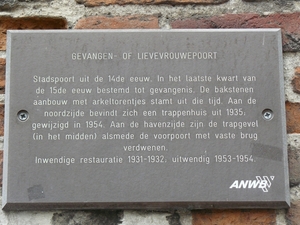 GEVANGEN- OF LIEVEVROUWEPOORT
Stadspoort uit de 14de eeuw. In het laatste kwart van
de 15de eeuw bestemd tot gevangenis. De bakstenen
aanbouw met arkeltorentjes stamt uit die tijd. Aan de
noordzijde bevindt zich een trappenhuis uit 1935,
gewijzigd in 1954. Aan de havenzijde zijn de trapgevel
(in het midden) alsmede de voorpoort met vaste brug
verdwenen.
Inwendige restauratie 1931-1932, uitwendig 1953-1954.
ANWB